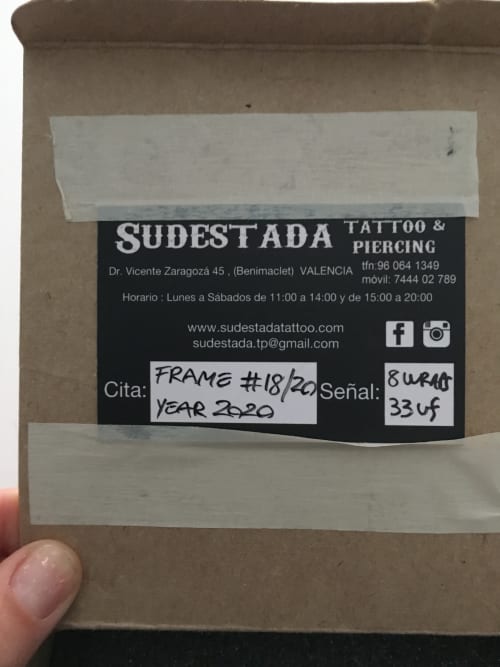 SUDESTADA TATTOO & PIERCING
Dr. Vicente Zaragozá 45 , (Benimaclet) VALENCIA
tfn:96 064 1349
móvil: 7444 02 789
Horario : Lunes a Sábados de 11:00 a 14:00 y de 15:00 a 20:00
www.sudestadatattoo.com
sudestada.tp@gmail.com
Cita: FRAME #18/20
YEAR 2020
Señal: 8 WRAPS
33 uf